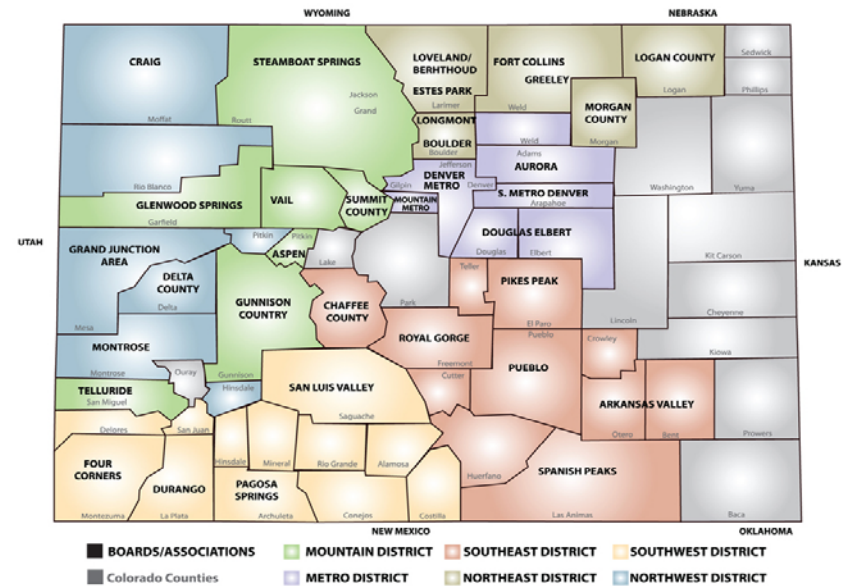 WYOMING
NEBRASKA
CRAIG
STEAMBOAT SPRINGS
LOVELAND/
BERHTHOUD
FORT COLLINS
LOGAN COUNTY
Sedwick
GREELEY
ESTES PARK
Jackson
Grand
Larimer
Weld
Logan
Phillips
MORGAN
COUNTY
Moffat
Routt
LONGMONT
BOULDER
Boulder
Weld
Morgan
Adams
Jefferson
AURORA
DENVER
METRO
Gilpin
Denver
Rio Blanco
Washington
Yuma
GLENWOOD SPRINGS
Garfield
VAIL
SUMMIT
COUNTY
MOUNTAIN
METRO
S. METRO DENVER
Arapahoe
UTAH
GRAND JUNCTION
AREA
Pitkin
Pitkin
ASPEN
Lake
DOUGLAS ELBERT
Douglas
Elbert
Kit Carson
KANSAS
DELTA
COUNTY
Delta
Teller
PIKES PEAK
GUNNISON
COUNTRY
CHAFFEE
COUNTY
Park
El Paro
Lincoln
Cheyenne
Mesa
ROYAL GORGE
Freemont
Pueblo
PUEBLO
Crowley
Kiowa
MONTROSE
Montrose
Ouray
Gunnison
Hinsdale
SAN LUIS VALLEY
Saguache
Cutter
TELLURIDE
San Miguel
ARKANSAS VALLEY
Otero
Bent
Prowers
Delores
San Juan
FOUR
CORNERS
Montezuma
DURANGO
La Plata
Hinsdale
Mineral
Rio Grande
Alamosa
Huerfano
SPANISH PEAKS
Las Animas
PAGOSA
SPRINGS
Archuleta
Conejos
Costilla
Baca
NEW MEXICO
OKLAHOMA
BOARDS/ASSOCIATIONS
MOUNTAIN DISTRICT
SOUTHEAST DISTRICT
SOUTHWEST DISTRICT
Colorado Counties
METRO DISTRICT
NORTHEAST DISTRICT
NORTHWEST DISTRICT